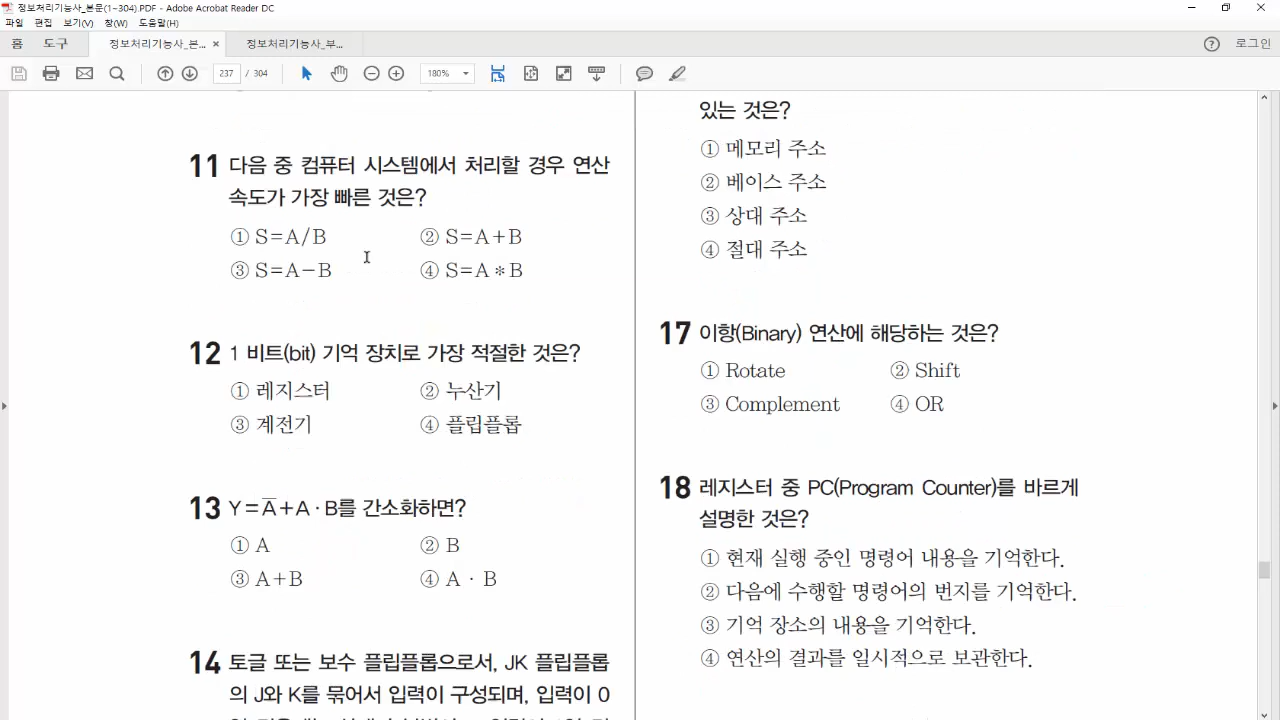 정보처리기능사_본문(1~304).PDF - Adobe Acrobat Reader DC
파일 편집 보기(V) 창(W) 도움말(H)
홈 도구 정보처리기능사_본... × 정보처리기능사_부... 로그인
237 / 304 180%
11 다음 중 컴퓨터 시스템에서 처리할 경우 연산
속도가 가장 빠른 것은?
① S=A/B ② S=A+B
③ S=A−B ④ S=A*B
12 1 비트(bit) 기억 장치로 가장 적절한 것은?
① 레지스터 ② 누산기
③ 계전기 ④ 플립플롭
13 Y=A̅+A·B를 간소화하면?
① A ② B
③ A+B ④ A · B
14 토글 또는 보수 플립플롭으로서, JK 플립플롭
의 J와 K를 묶어서 입력이 구성되며, 입력이 0
있는 것은?
① 메모리 주소
② 베이스 주소
③ 상대 주소
④ 절대 주소
17 이항(Binary) 연산에 해당하는 것은?
① Rotate ② Shift
③ Complement ④ OR
18 레지스터 중 PC(Program Counter)를 바르게
설명한 것은?
① 현재 실행 중인 명령어 내용을 기억한다.
② 다음에 수행할 명령어의 번지를 기억한다.
③ 기억 장소의 내용을 기억한다.
④ 연산의 결과를 일시적으로 보관한다.